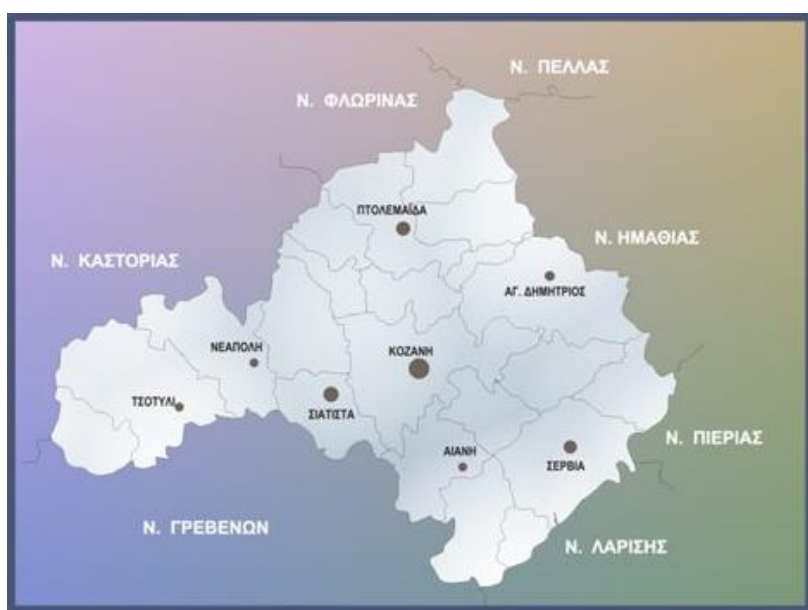 Ν. ΠΕΛΛΑΣ
Ν. ΦΛΩΡΙΝΑΣ
ΠΤΟΛΕΜΑΪΔΑ
Ν. ΗΜΑΘΙΑΣ
Ν. ΚΑΣΤΟΡΙΑΣ
ΑΓ. ΔΗΜΗΤΡΙΟΣ
ΝΕΑΠΟΛΗ
ΚΟΖΑΝΗ
ΤΣΟΤΥΛΙ
ΣΙΑΤΙΣΤΑ
Ν. ΠΙΕΡΙΑΣ
ΑΙΑΝΗ
ΣΕΡΒΙΑ
Ν. ΓΡΕΒΕΝΩΝ
Ν. ΛΑΡΙΣΗΣ